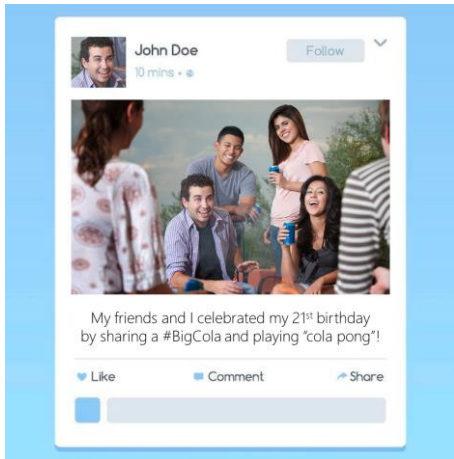 John Doe
Follow
10 mins •
My friends and I celebrated my 21st birthday
by sharing a #BigCola and playing “cola pong”!
Like
Comment
Share